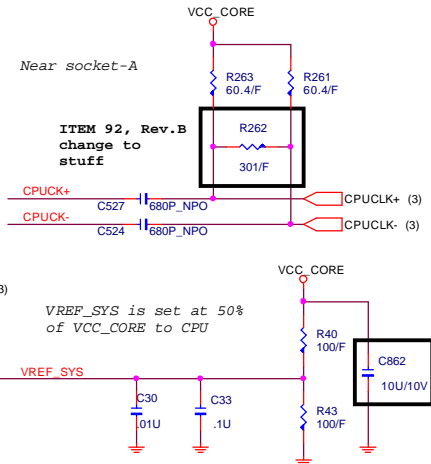 VCC_CORE
Near socket-A
R263
60.4/F
R261
60.4/F
ITEM 92, Rev.B
change to
stuff
R262
301/F
CPUCK+
CPUCLK+ (3)
C527
680P_NPO
CPUCK-
CPUCLK- (3)
C524
680P_NPO
VCC_CORE
3)
VREF_SYS is set at 50%
of VCC_CORE to CPU
R40
100/F
C862
10U/10V
VREF_SYS
C30
.01U
C33
.1U
R43
100/F